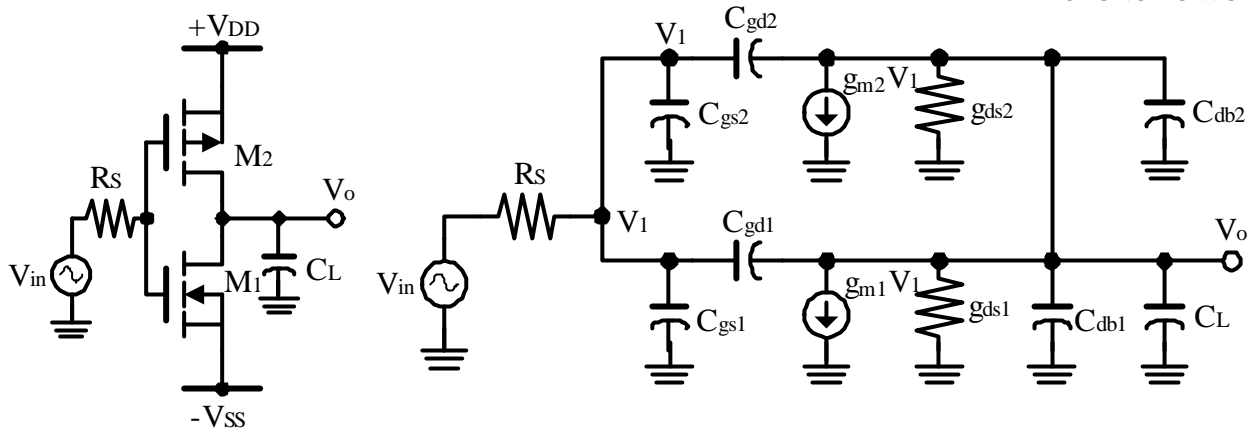 +VDD
M2
RS
Vo
Vin
M1
CL
-VSS
Cgd2
V1
gm2V1
Cgs2
gds2
Cdb2
RS
V1
Cgd1
Vo
Vin
gm1V1
Cgs1
gds1
Cdb1
CL